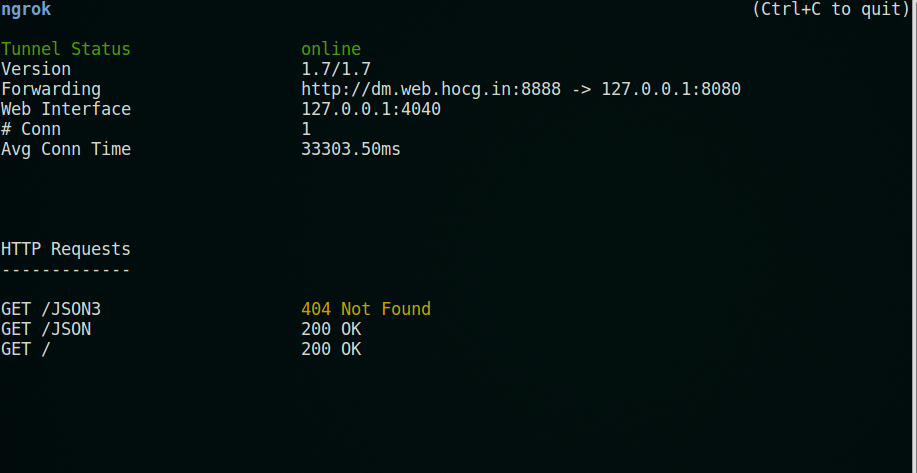 ngrok (Ctrl+C to quit)
Tunnel Status online
Version 1.7/1.7
Forwarding http://dm.web.hocg.in:8888 -> 127.0.0.1:8080
Web Interface 127.0.0.1:4040
# Conn 1
Avg Conn Time 33303.50ms
HTTP Requests
-------------
GET /JSON3 404 Not Found
GET /JSON 200 OK
GET / 200 OK